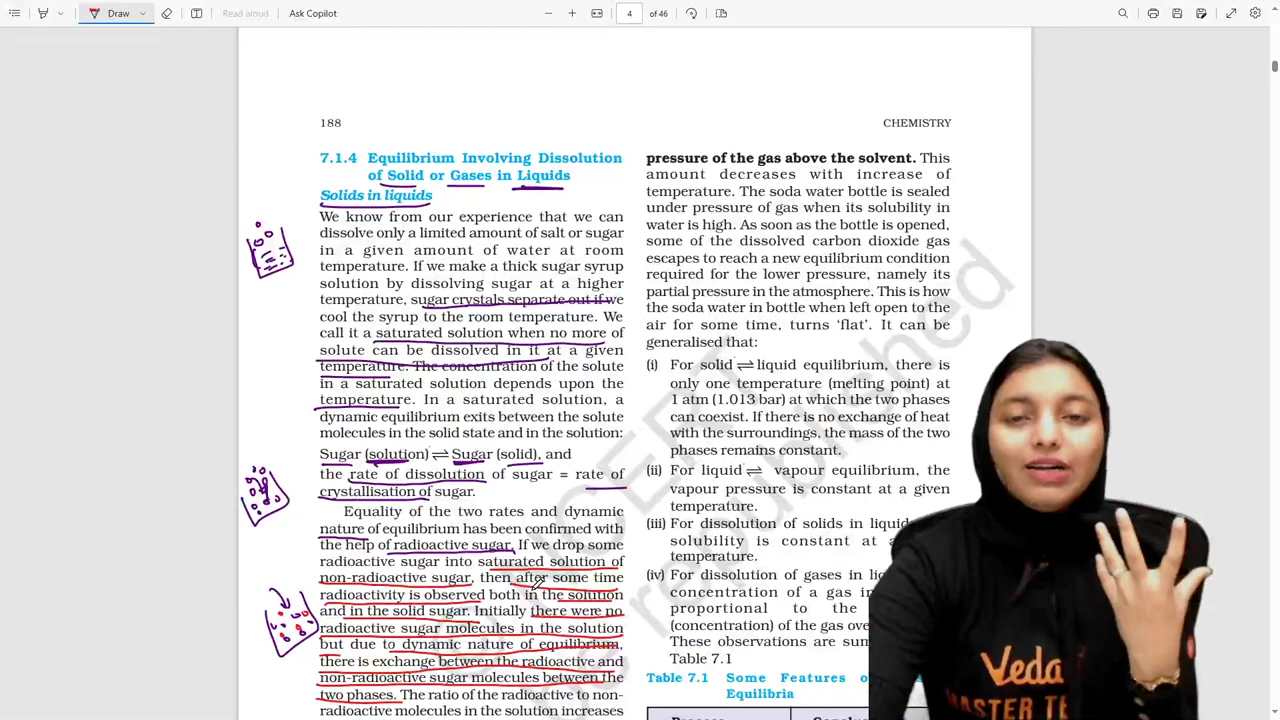 Draw
Read aloud
Ask Copilot
4
of 46
188
CHEMISTRY
7.1.4 Equilibrium Involving Dissolution
of Solid or Gases in Liquids
Solids in liquids
We know from our experience that we can
dissolve only a limited amount of salt or sugar
in a given amount of water at room
temperature. If we make a thick sugar syrup
solution by dissolving sugar at a higher
temperature, sugar crystals separate out if we
cool the syrup to the room temperature. We
call it a saturated solution when no more of
solute can be dissolved in it at a given
temperature. The concentration of the solute
in a saturated solution depends upon the
temperature. In a saturated solution, a
dynamic equilibrium exits between the solute
molecules in the solid state and in the solution:
Sugar (solution) ⇌ Sugar (solid), and
the rate of dissolution of sugar = rate of
crystallisation of sugar.
Equality of the two rates and dynamic
nature of equilibrium has been confirmed with
the help of radioactive sugar. If we drop some
radioactive sugar into saturated solution of
non-radioactive sugar, then after some time
radioactivity is observed both in the solution
and in the solid sugar. Initially there were no
radioactive sugar molecules in the solution
but due to dynamic nature of equilibrium,
there is exchange between the radioactive and
non-radioactive sugar molecules between the
two phases. The ratio of the radioactive to non-
radioactive molecules in the solution increases
pressure of the gas above the solvent. This
amount decreases with increase of
temperature. The soda water bottle is sealed
under pressure of gas when its solubility in
water is high. As soon as the bottle is opened,
some of the dissolved carbon dioxide gas
escapes to reach a new equilibrium condition
required for the lower pressure, namely its
partial pressure in the atmosphere. This is how
the soda water in bottle when left open to the
air for some time, turns ‘flat’. It can be
generalised that:
(i) For solid ⇌ liquid equilibrium, there is
only one temperature (melting point) at
1 atm (1.013 bar) at which the two phases
can coexist. If there is no exchange of heat
with the surroundings, the mass of the two
phases remains constant.
(ii) For liquid ⇌ vapour equilibrium, the
vapour pressure is constant at a given
temperature.
(iii) For dissolution of solids in liquid
solubility is constant at a
temperature.
(iv) For dissolution of gases in li
concentration of a gas in
proportional to the
(concentration) of the gas ove
These observations are sum
Table 7.1
Table 7.1 Some Features o
Equilibria
Process
Vedantu
MASTER TEA